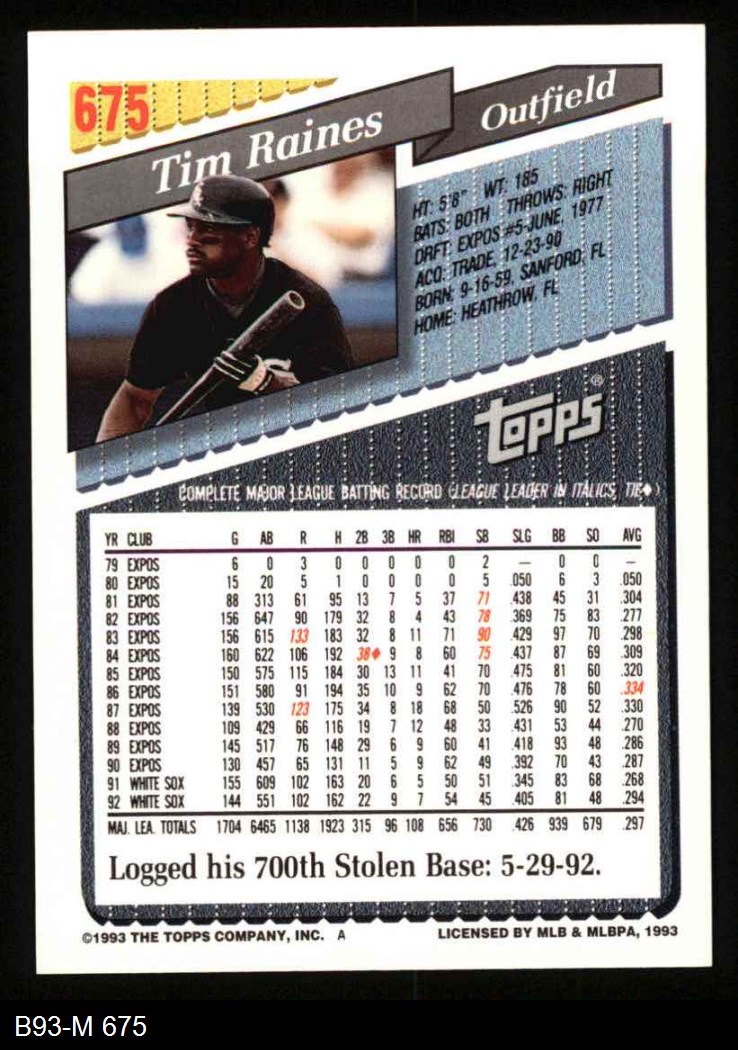 675
Tim Raines
Outfield
HT: 5'8" WT: 185
BATS: BOTH THROWS: RIGHT
DRFT: EXPOS #5-JUNE, 1977
ACQ: TRADE, 12-23-90
BORN: 9-16-59, SANFORD, FL
HOME: HEATHROW, FL
TOPPS®
COMPLETE MAJOR LEAGUE BATTING RECORD (LEAGUE LEADER IN ITALICS, TIE♦)
YR CLUB G AB R H 2B 3B HR RBI SB SLG BB SO AVG
79 EXPOS 6 0 3 0 0 0 0 0 2 — 0 0 —
80 EXPOS 15 20 5 1 0 0 0 0 5 .050 6 3 .050
81 EXPOS 88 313 61 95 13 7 5 37 71 .438 45 31 .304
82 EXPOS 156 647 90 179 32 8 4 43 78 .369 75 83 .277
83 EXPOS 156 615 133 183 32 8 11 71 90 .429 97 70 .298
84 EXPOS 160 622 106 192 38♦ 9 8 60 75 .437 87 69 .309
85 EXPOS 150 575 115 184 30 13 11 41 70 .475 81 60 .320
86 EXPOS 151 580 91 194 35 10 9 62 70 .476 78 60 .334
87 EXPOS 139 530 123 175 34 8 18 68 50 .526 90 52 .330
88 EXPOS 109 429 66 116 19 7 12 48 33 .431 53 44 .270
89 EXPOS 145 517 76 148 29 6 9 60 41 .418 93 48 .286
90 EXPOS 130 457 65 131 11 5 9 62 49 .392 70 43 .287
91 WHITE SOX 155 609 102 163 20 6 5 50 51 .345 83 68 .268
92 WHITE SOX 144 551 102 162 22 9 7 54 45 .405 81 48 .294
MAJ. LEA. TOTALS 1704 6465 1138 1923 315 96 108 656 730 .426 939 679 .297
Logged his 700th Stolen Base: 5-29-92.
©1993 THE TOPPS COMPANY, INC. A
LICENSED BY MLB & MLBPA, 1993
B93-M 675